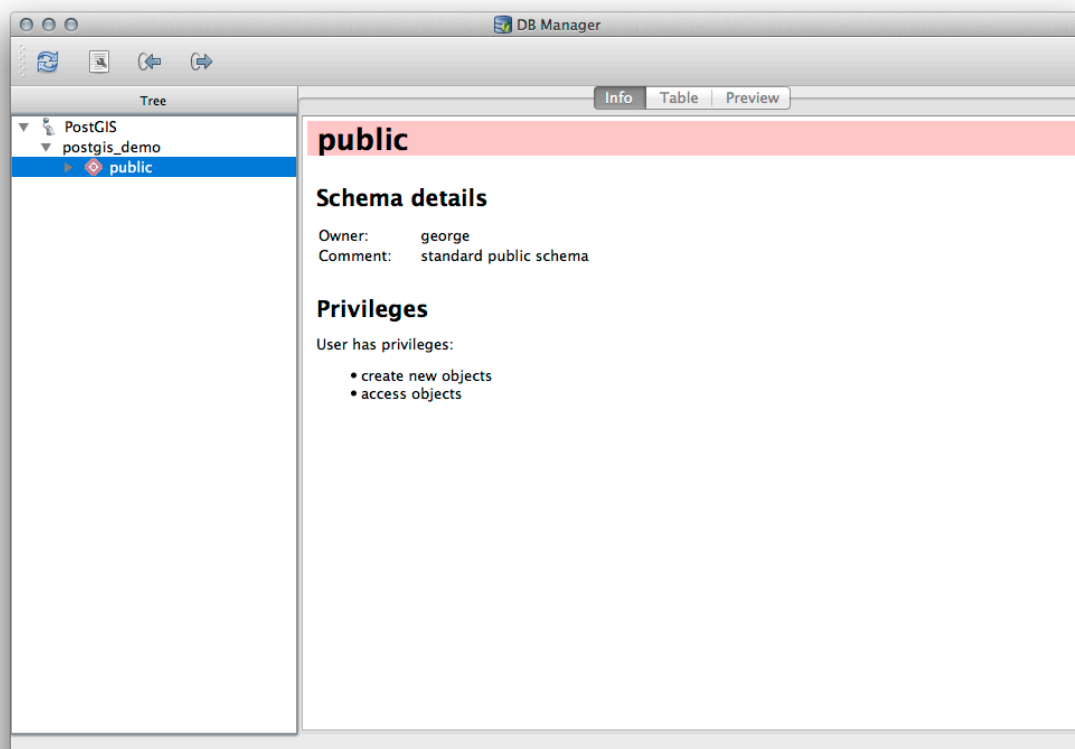 DB Manager
Tree
Info Table Preview
PostGIS
postgis_demo
public
public
Schema details
Owner: george
Comment: standard public schema
Privileges
User has privileges:
• create new objects
• access objects